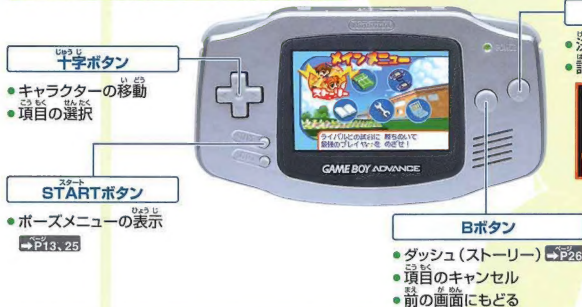 十字ボタン
● キャラクターの移動
● 項目の選択
STARTボタン
● ポーズメニューの表示
➡P13、25
メインメニュー
ストーリー
ライバルとの試合に 勝ちぬいて
最強のプレイヤーを めざせ!
GAME BOY ADVANCE
Bボタン
● ダッシュ(ストーリー)➡P26
● 項目のキャンセル
● 前の画面にもどる